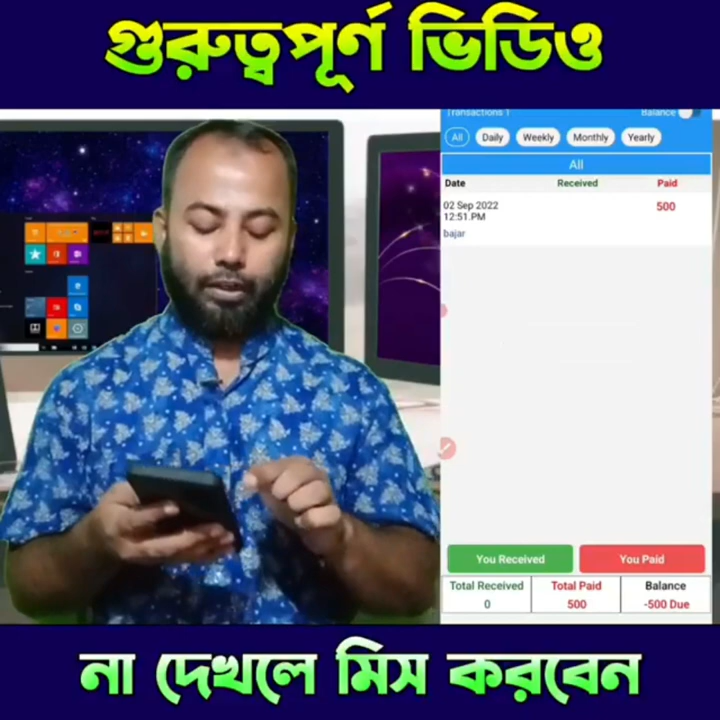 গুরুত্বপূর্ণ ভিডিও
Transactions 1 Balance
All Daily Weekly Monthly Yearly
All
Date Received Paid
02 Sep 2022 500
12:51.PM
bajar
You Received You Paid
Total Received Total Paid Balance
0 500 -500 Due
না দেখলে মিস করবেন